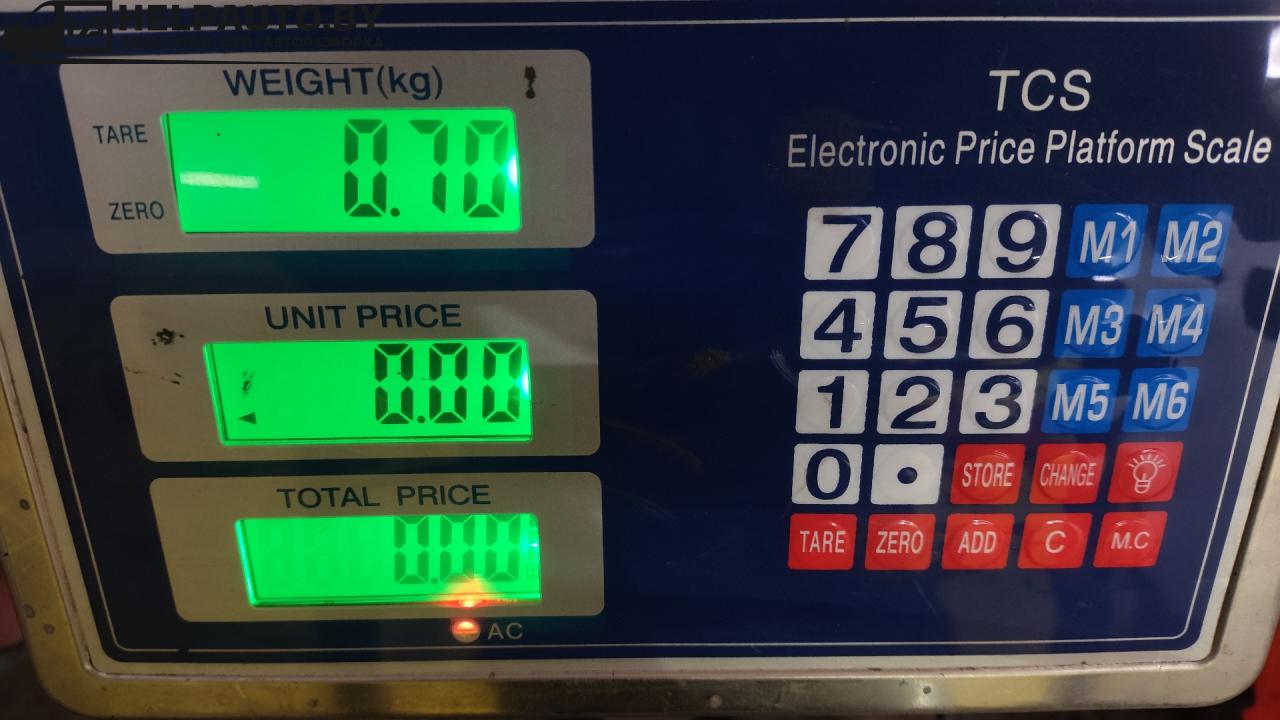 HELPAUTO.BY
WEIGHT(kg)
TARE
0.70
ZERO
UNIT PRICE
0.00
TOTAL PRICE
0.00
AC
TCS
Electronic Price Platform Scale
7 8 9 M1 M2
4 5 6 M3 M4
1 2 3 M5 M6
0 . STORE CHANGE
TARE ZERO ADD C M.C